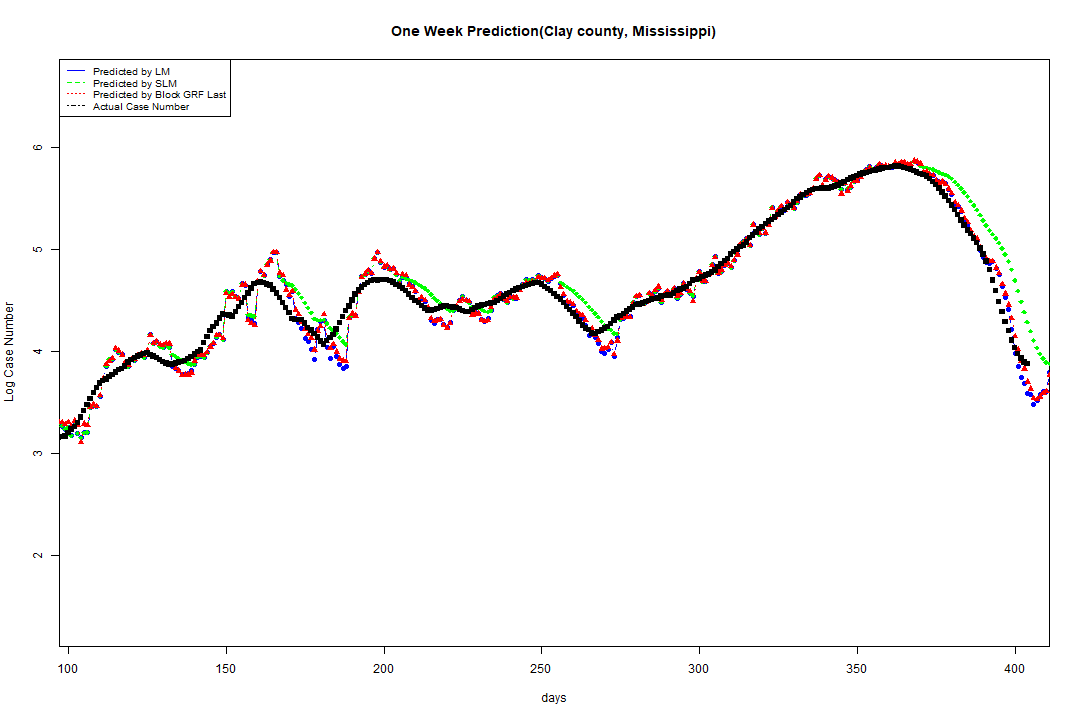 One Week Prediction(Clay county, Mississippi)
Predicted by LM
Predicted by SLM
Predicted by Block GRF Last
Actual Case Number
6
5
4
3
2
Log Case Number
100 150 200 250 300 350 400
days